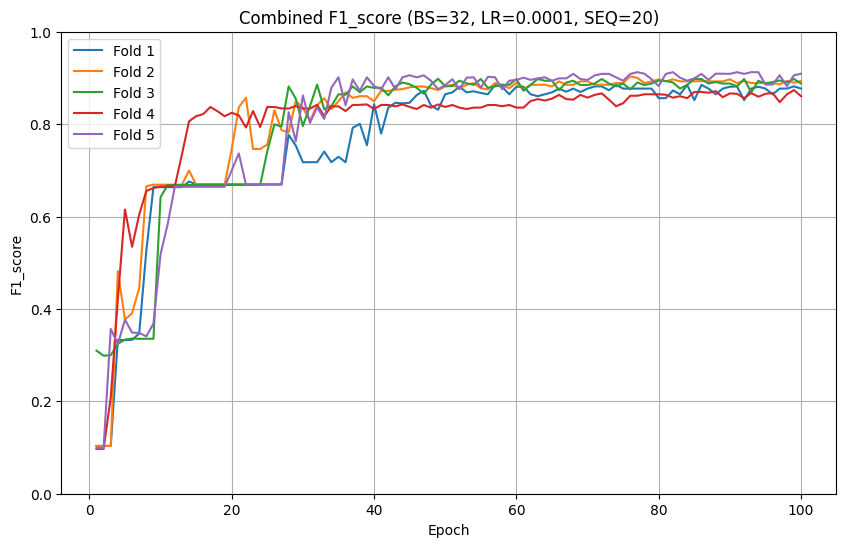 Combined F1_score (BS=32, LR=0.0001, SEQ=20)
Fold 1
Fold 2
Fold 3
Fold 4
Fold 5
1.0
0.8
0.6
0.4
0.2
0.0
F1_score
0 20 40 60 80 100
Epoch